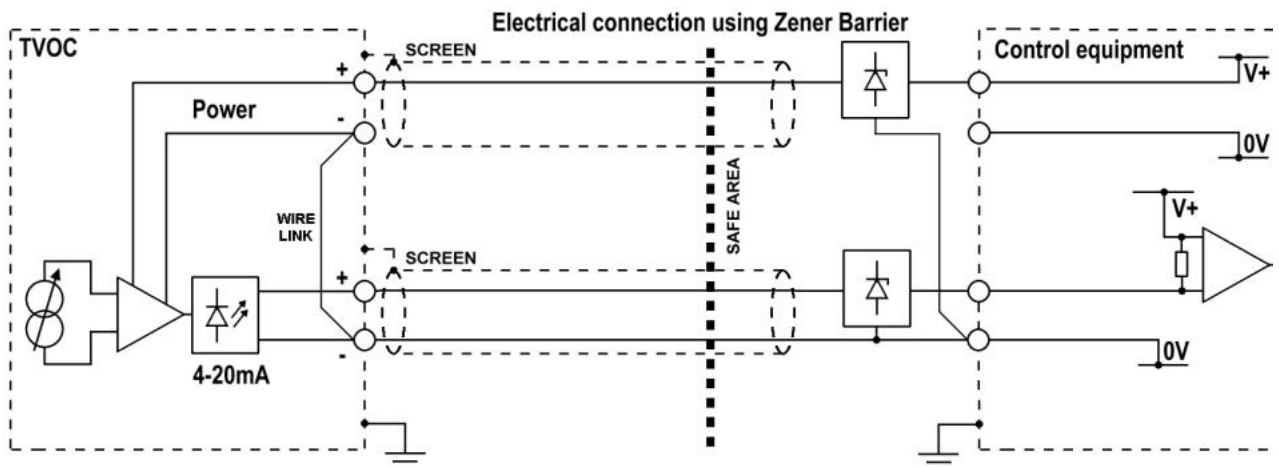 Electrical connection using Zener Barrier
TVOC
SCREEN
Control equipment
+
V+
Power
-
0V
SAFE AREA
WIRE
LINK
V+
SCREEN
+
-
0V
4-20mA